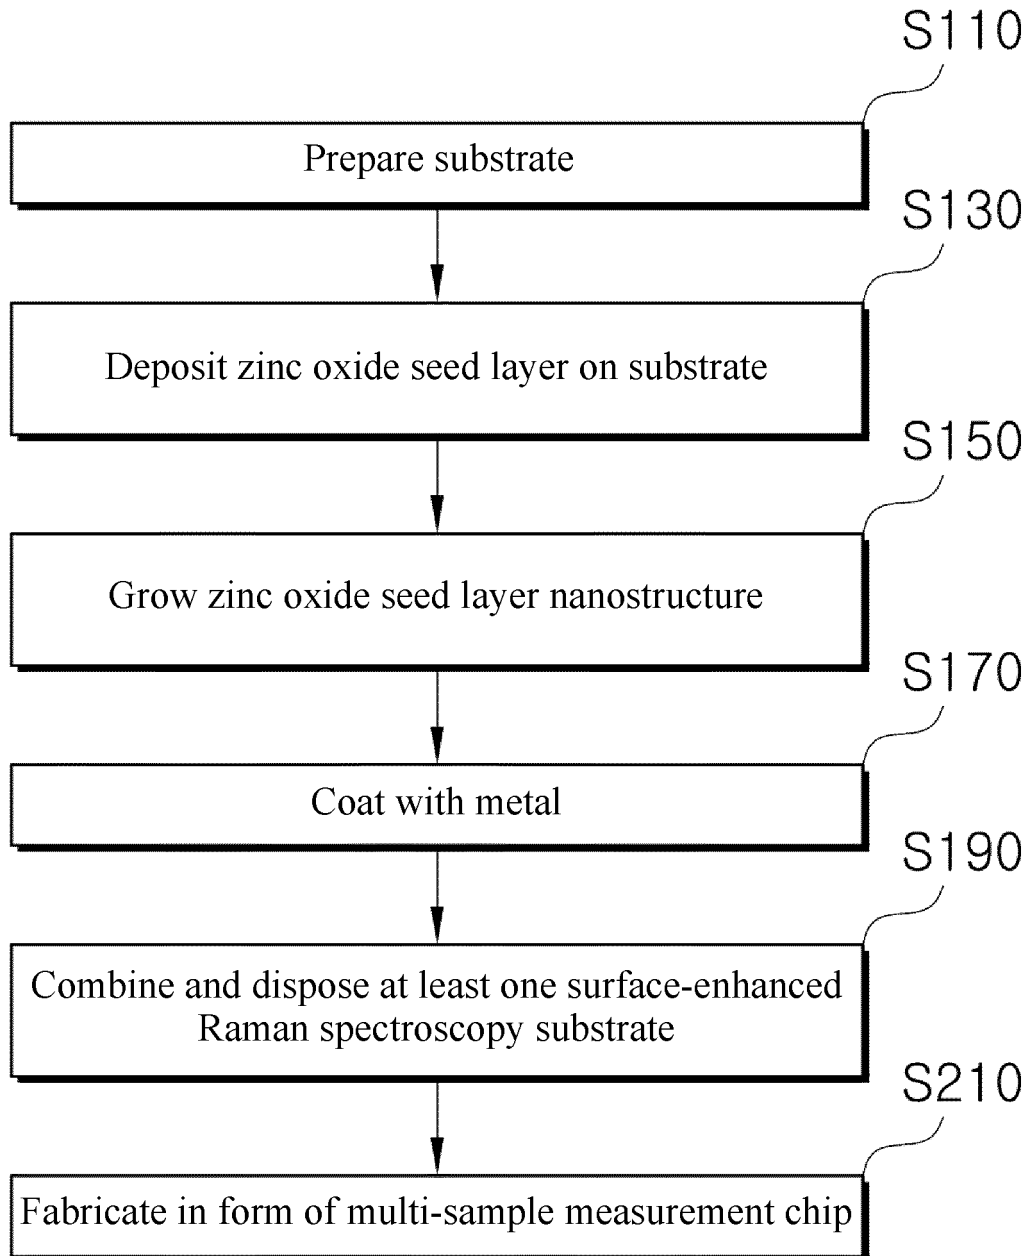 S110
Prepare substrate
S130
Deposit zinc oxide seed layer on substrate
S150
Grow zinc oxide seed layer nanostructure
S170
Coat with metal
S190
Combine and dispose at least one surface-enhanced
Raman spectroscopy substrate
S210
Fabricate in form of multi-sample measurement chip